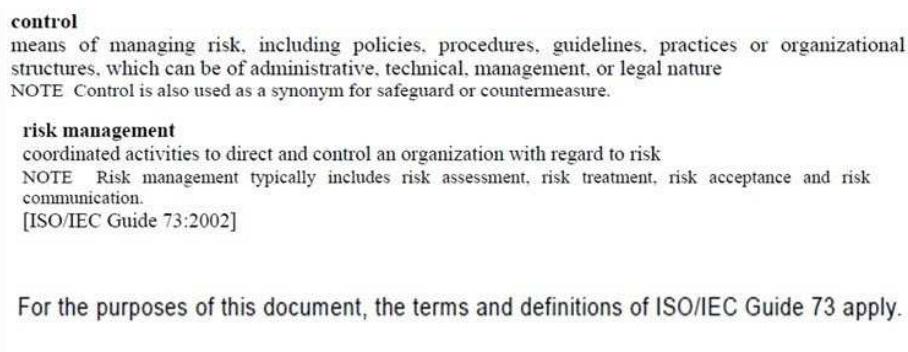 control
means of managing risk, including policies, procedures, guidelines, practices or organizational
structures, which can be of administrative, technical, management, or legal nature
NOTE Control is also used as a synonym for safeguard or countermeasure.
risk management
coordinated activities to direct and control an organization with regard to risk
NOTE Risk management typically includes risk assessment, risk treatment, risk acceptance and risk
communication.
[ISO/IEC Guide 73:2002]
For the purposes of this document, the terms and definitions of ISO/IEC Guide 73 apply.